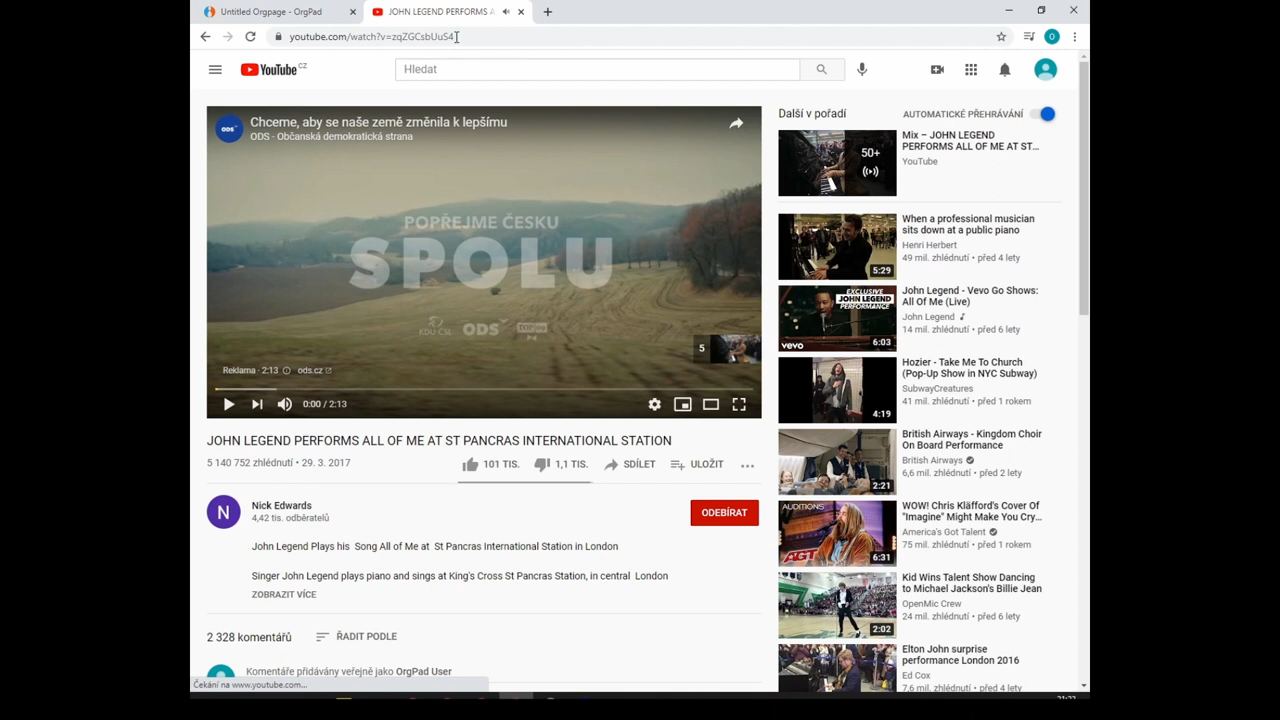 Untitled Orgpage - OrgPad
JOHN LEGEND PERFORMS A
youtube.com/watch?v=zqZGCsbUuS4
YouTube CZ
Hledat
O
Chceme, aby se naše země změnila k lepšímu
ODS - Občanská demokratická strana
ODS
POPŘEJME ČESKU
SPOLU
KDU ČSL
ODS
TOP 09
5
Reklama · 2:13
ods.cz
0:00 / 2:13
JOHN LEGEND PERFORMS ALL OF ME AT ST PANCRAS INTERNATIONAL STATION
5 140 752 zhlédnutí • 29. 3. 2017
101 TIS.
1,1 TIS.
SDÍLET
ULOŽIT
N
Nick Edwards
4,42 tis. odběratelů
ODEBÍRAT
John Legend Plays his Song All of Me at St Pancras International Station in London
Singer John Legend plays piano and sings at King's Cross St Pancras Station, in central London
ZOBRAZIT VÍCE
2 328 komentářů
ŘADIT PODLE
Komentáře přidávány veřejně jako OrgPad User
Čekání na www.youtube.com...
Další v pořadí
AUTOMATICKÉ PŘEHRÁVÁNÍ
50+
Mix – JOHN LEGEND
PERFORMS ALL OF ME AT ST…
YouTube
5:29
When a professional musician
sits down at a public piano
Henri Herbert
49 mil. zhlédnutí • před 4 lety
EXCLUSIVE
JOHN LEGEND
PERFORMANCE
vevo
6:03
John Legend - Vevo Go Shows:
All Of Me (Live)
John Legend
14 mil. zhlédnutí • před 6 lety
4:19
Hozier - Take Me To Church
(Pop-Up Show in NYC Subway)
SubwayCreatures
41 mil. zhlédnutí • před 1 rokem
2:21
British Airways - Kingdom Choir
On Board Performance
British Airways
6,6 mil. zhlédnutí • před 2 lety
AUDITIONS
AGT
6:31
WOW! Chris Kläfford's Cover Of
"Imagine" Might Make You Cry…
America's Got Talent
75 mil. zhlédnutí • před 1 rokem
2:02
Kid Wins Talent Show Dancing
to Michael Jackson's Billie Jean
OpenMic Crew
24 mil. zhlédnutí • před 6 lety
Elton John surprise
performance London 2016
Ed Cox
7,6 mil. zhlédnutí • před 4 lety